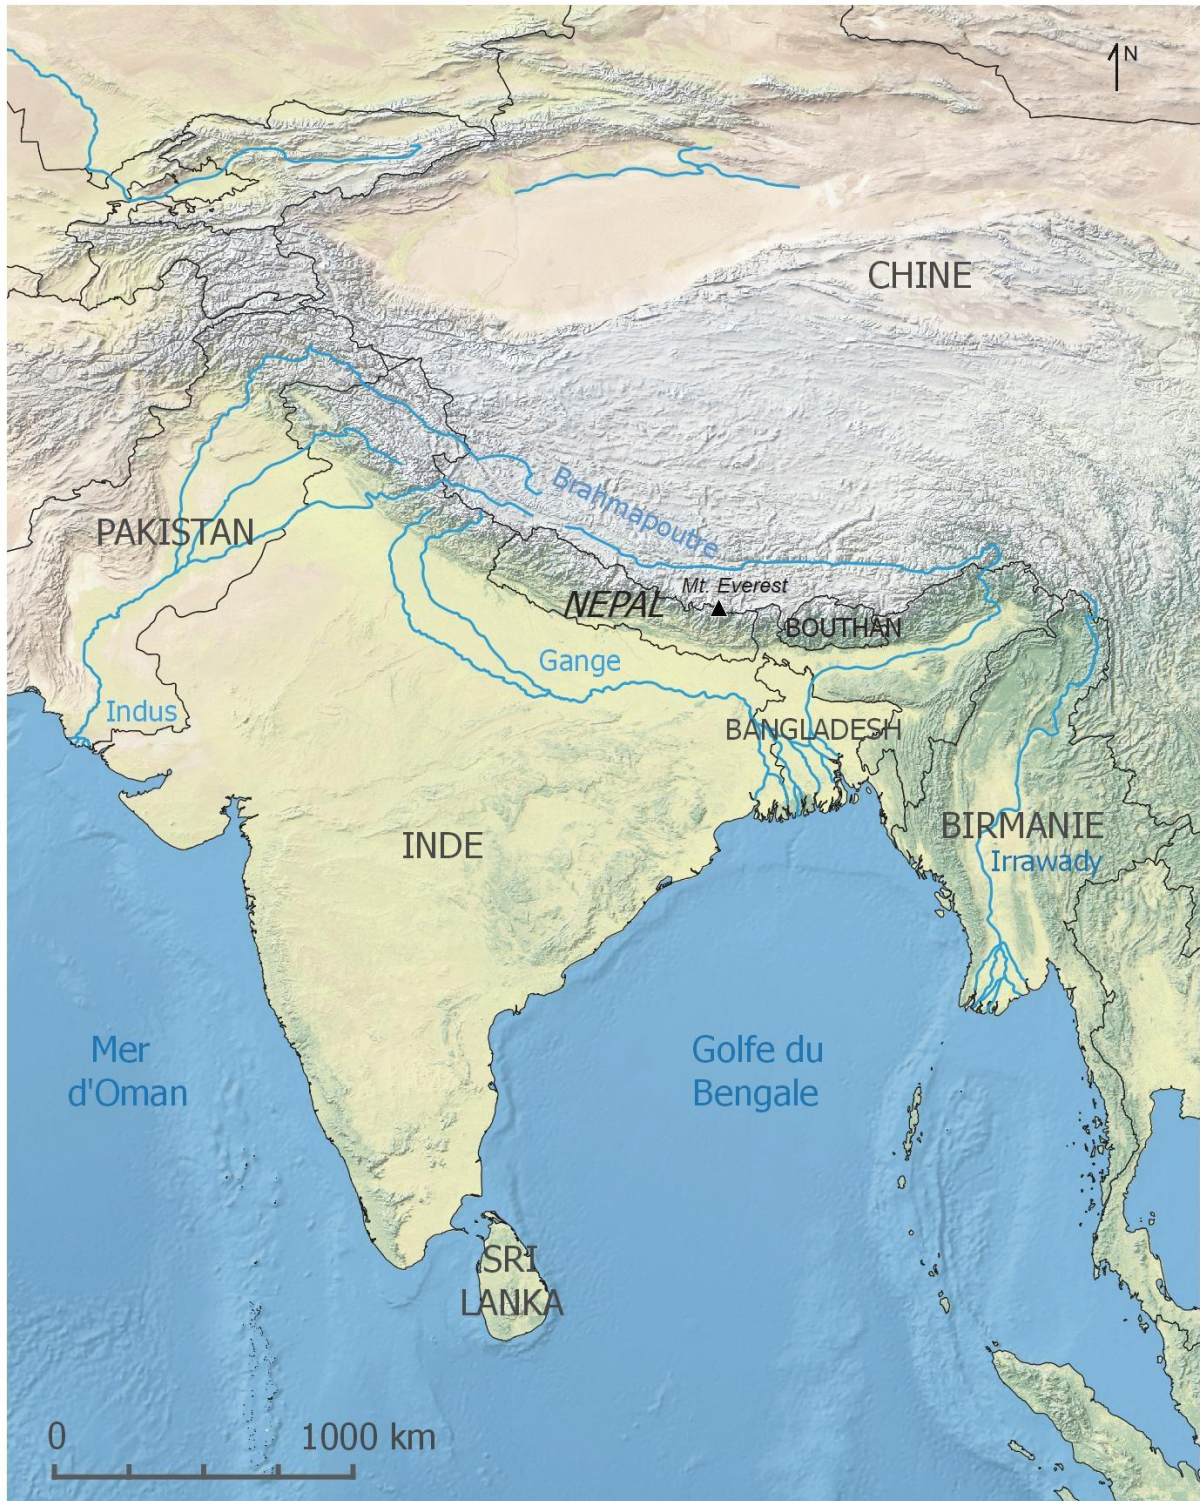 N
CHINE
Brahmapoutre
PAKISTAN
Mt. Everest
NEPAL
BOUTHAN
Gange
Indus
BANGLADESH
INDE
BIRMANIE
Irrawady
Mer
d'Oman
Golfe du
Bengale
SRI
LANKA
0 1000 km